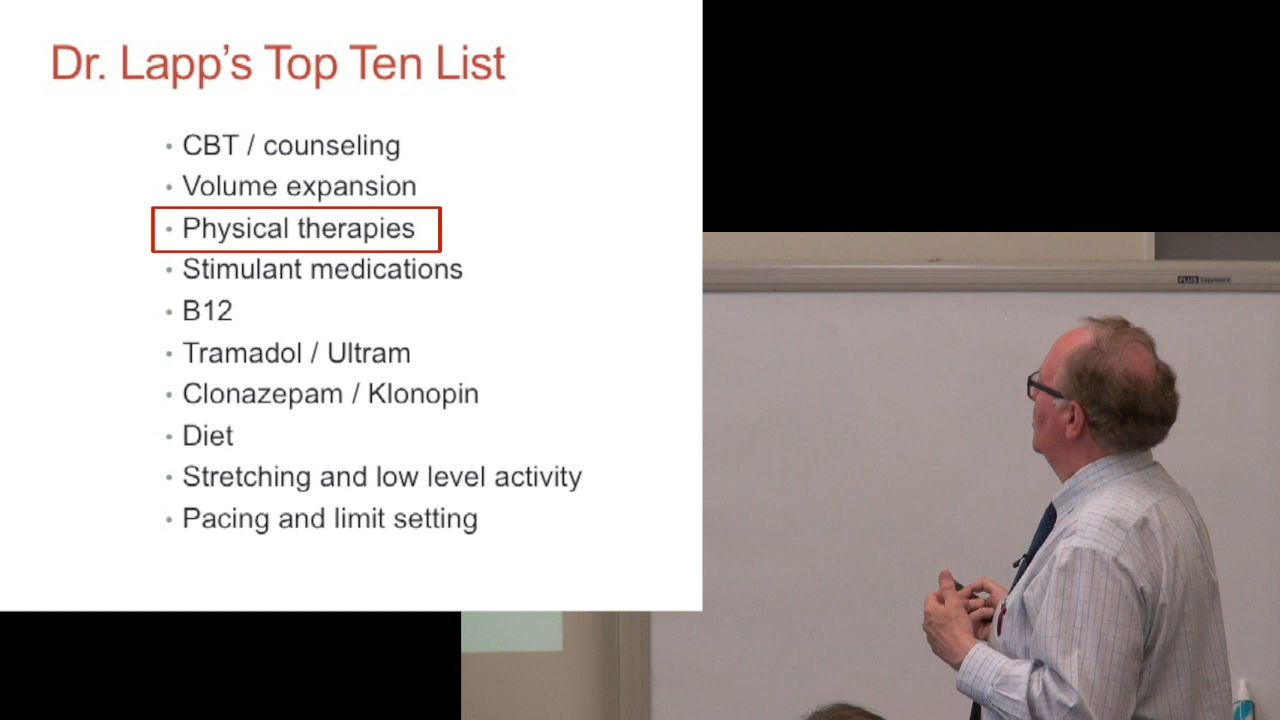 Dr. Lapp's Top Ten List
• CBT / counseling
• Volume expansion
• Physical therapies
• Stimulant medications
• B12
• Tramadol / Ultram
• Clonazepam / Klonopin
• Diet
• Stretching and low level activity
• Pacing and limit setting
PLUS